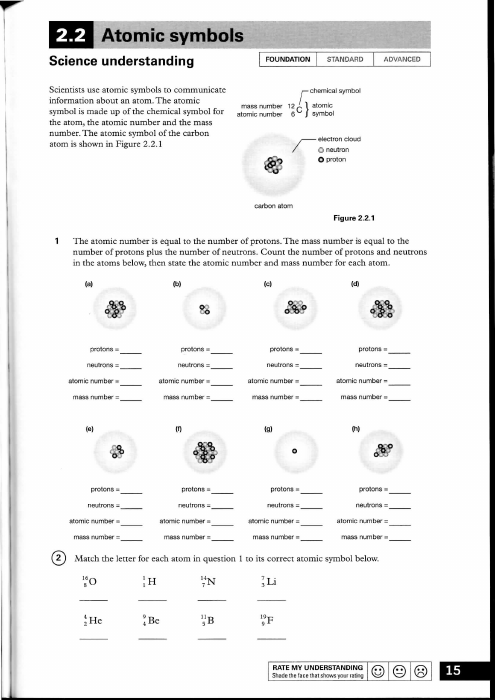 2.2 Atomic symbols
Science understanding
FOUNDATION STANDARD ADVANCED
Scientists use atomic symbols to communicate
information about an atom. The atomic
symbol is made up of the chemical symbol for
the atom, the atomic number and the mass
number. The atomic symbol of the carbon
atom is shown in Figure 2.2.1
chemical symbol
mass number 12 C atomic
atomic number 6 symbol
electron cloud
neutron
proton
carbon atom
Figure 2.2.1
1 The atomic number is equal to the number of protons. The mass number is equal to the
number of protons plus the number of neutrons. Count the number of protons and neutrons
in the atoms below, then state the atomic number and mass number for each atom.
(a) (b) (c) (d)
protons = protons = protons = protons =
neutrons = neutrons = neutrons = neutrons =
atomic number = atomic number = atomic number = atomic number =
mass number = mass number = mass number = mass number =
(e) (f) (g) (h)
protons = protons = protons = protons =
neutrons = neutrons = neutrons = neutrons =
atomic number = atomic number = atomic number = atomic number =
mass number = mass number = mass number = mass number =
2 Match the letter for each atom in question 1 to its correct atomic symbol below.
16 8 O 1 1 H 14 7 N 7 3 Li
4 2 He 9 4 Be 11 5 B 19 9 F
RATE MY UNDERSTANDING
Shade the face that shows your rating
15